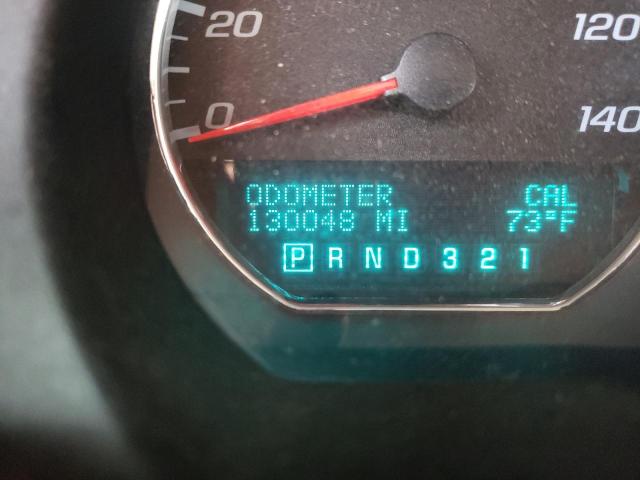 20 120
0 140
ODOMETER CAL
130048 MI 73°F
P R N D 3 2 1